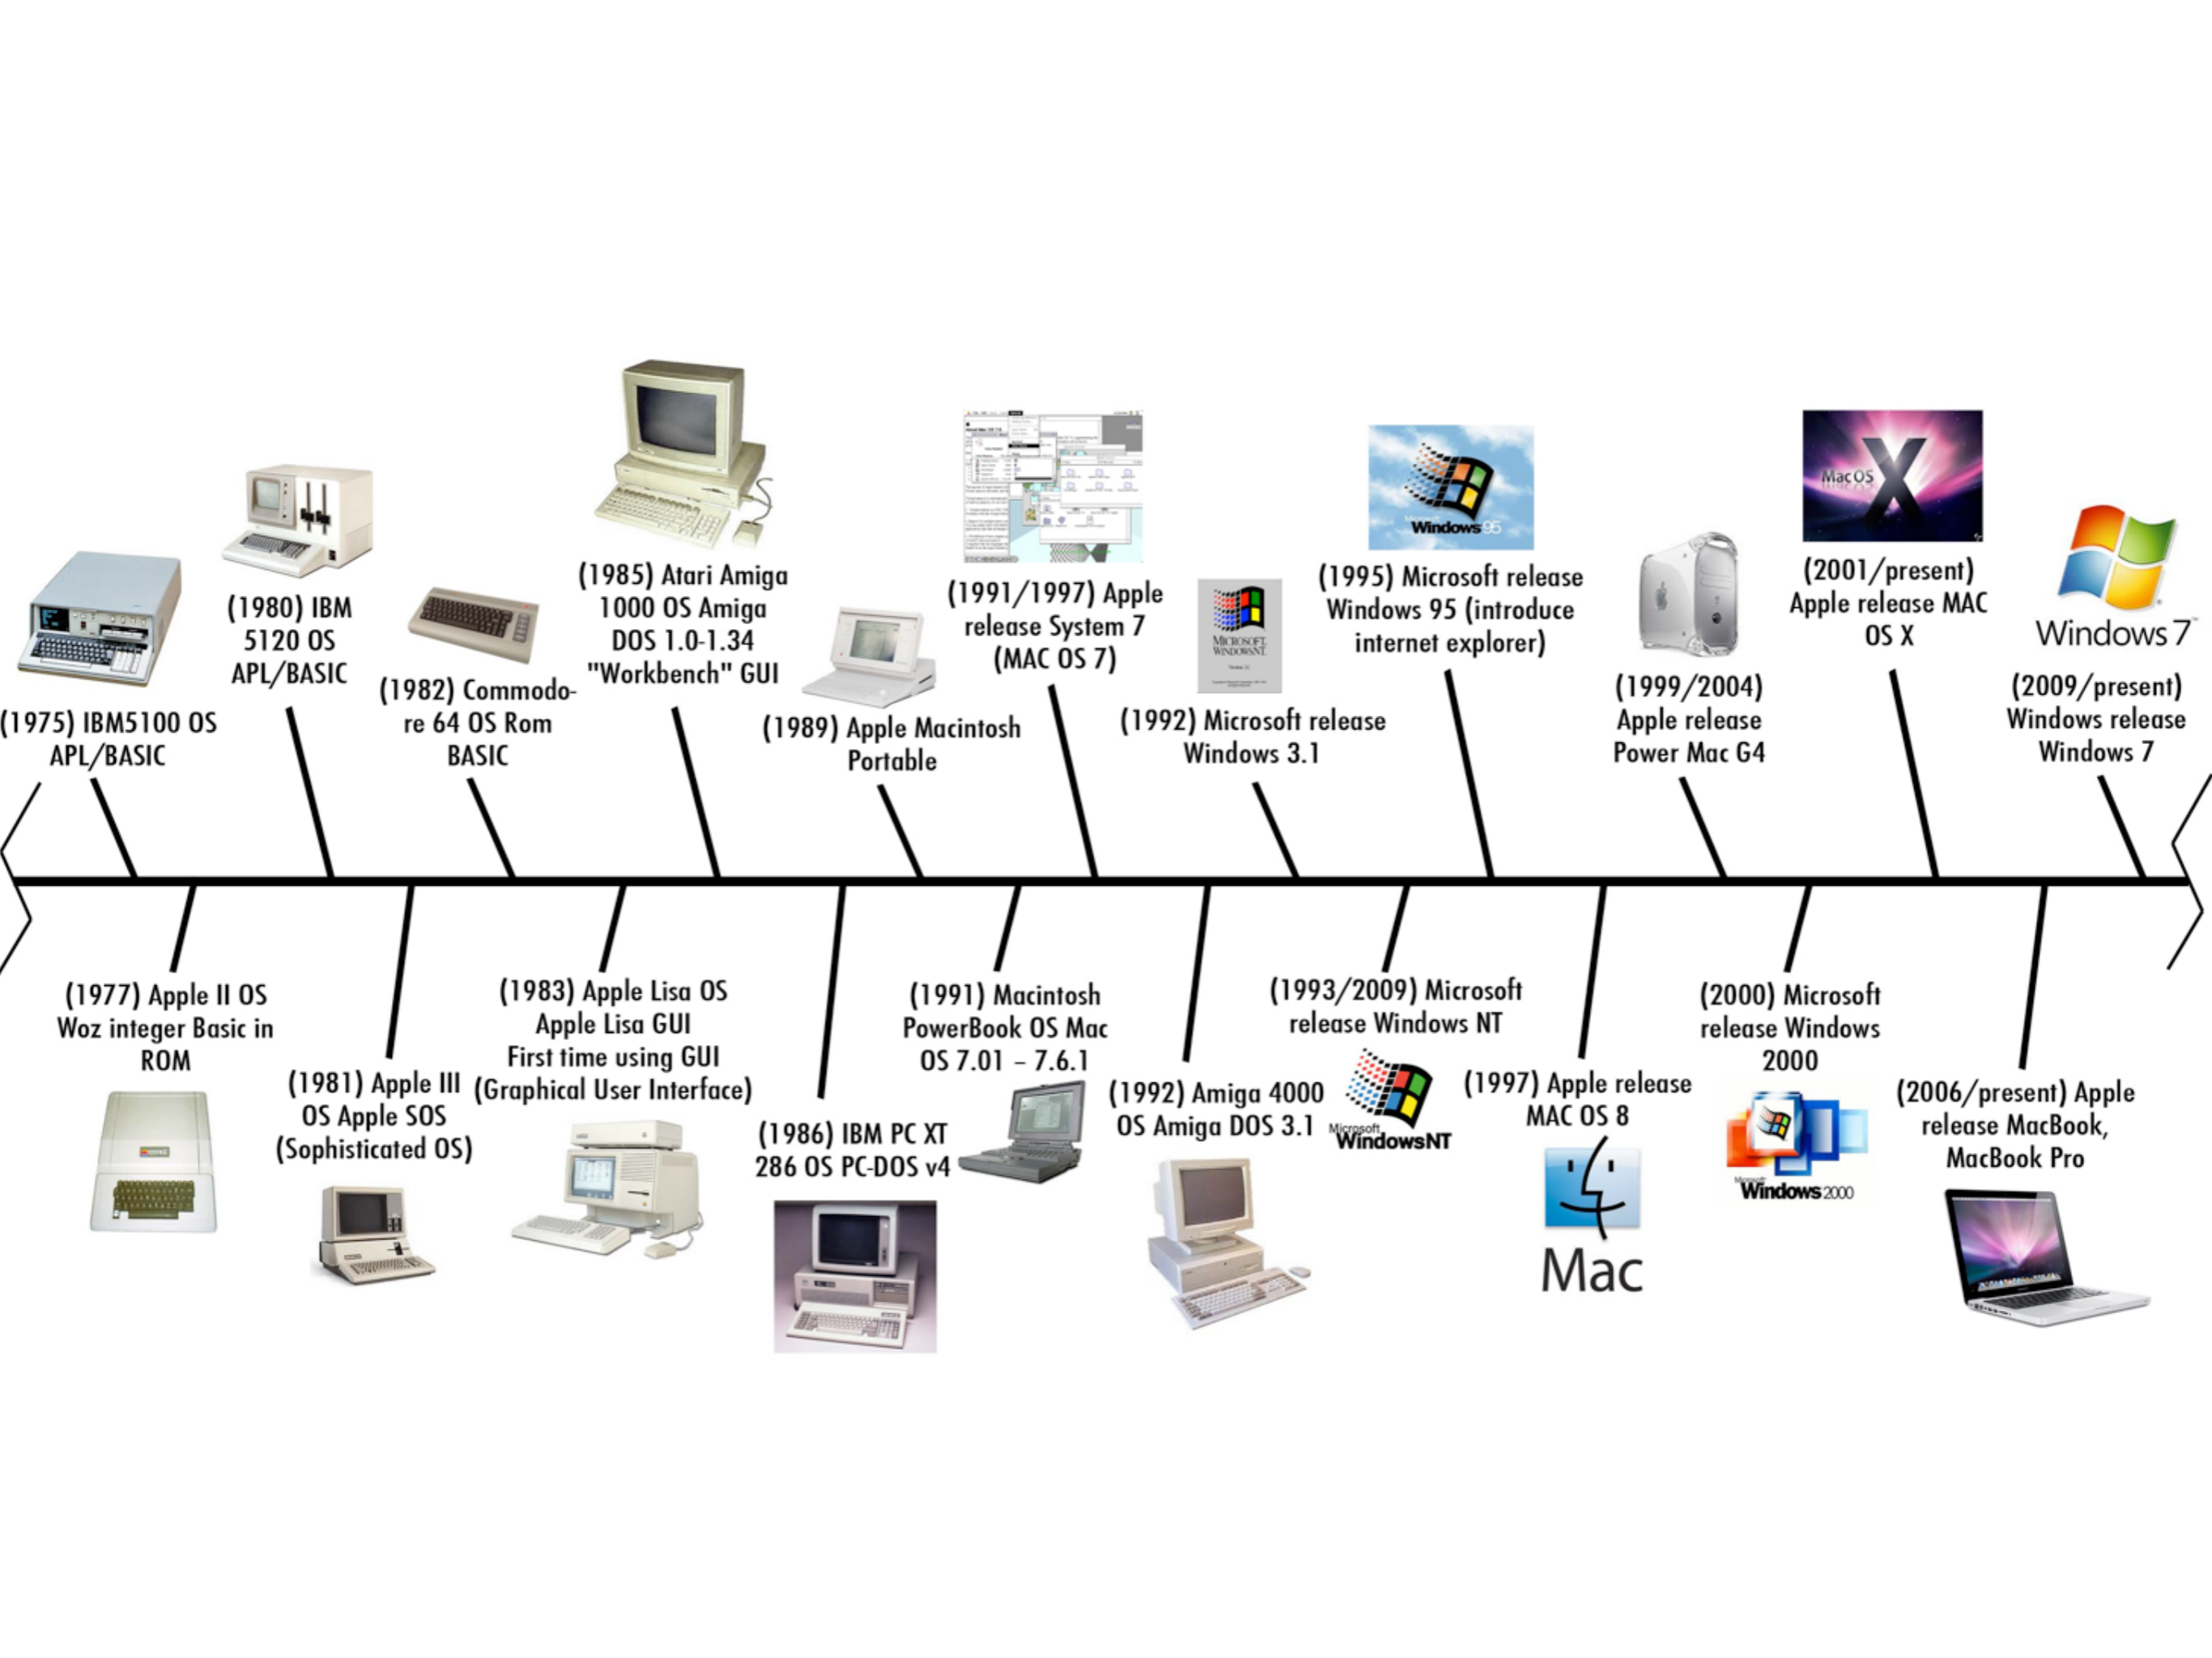 (1975) IBM5100 OS
APL/BASIC
(1977) Apple II OS
Woz integer Basic in
ROM
(1980) IBM
5120 OS
APL/BASIC
(1981) Apple III
OS Apple SOS
(Sophisticated OS)
(1982) Commodo-
re 64 OS Rom
BASIC
(1983) Apple Lisa OS
Apple Lisa GUI
First time using GUI
(Graphical User Interface)
(1985) Atari Amiga
1000 OS Amiga
DOS 1.0-1.34
"Workbench" GUI
(1986) IBM PC XT
286 OS PC-DOS v4
(1989) Apple Macintosh
Portable
(1991) Macintosh
PowerBook OS Mac
OS 7.01 – 7.6.1
(1991/1997) Apple
release System 7
(MAC OS 7)
(1992) Amiga 4000
OS Amiga DOS 3.1
MICROSOFT.
WINDOWSNT.
(1992) Microsoft release
Windows 3.1
(1993/2009) Microsoft
release Windows NT
Microsoft
WindowsNT
Windows 95
(1995) Microsoft release
Windows 95 (introduce
internet explorer)
(1997) Apple release
MAC OS 8
Mac
(1999/2004)
Apple release
Power Mac G4
(2000) Microsoft
release Windows
2000
Microsoft
Windows 2000
Mac OS X
(2001/present)
Apple release MAC
OS X
(2006/present) Apple
release MacBook,
MacBook Pro
Windows 7™
(2009/present)
Windows release
Windows 7